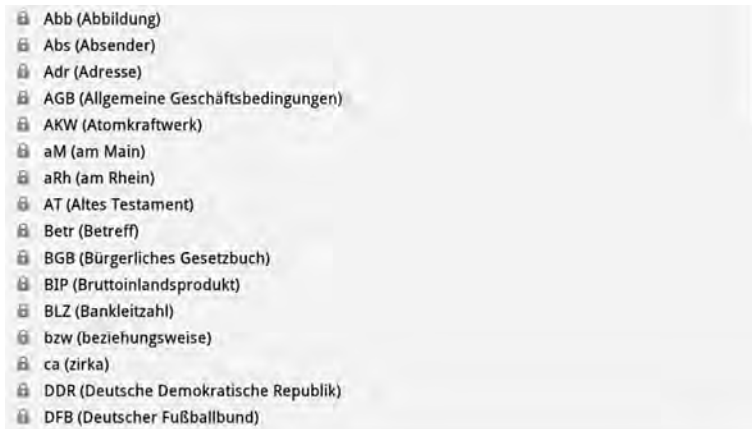 Abb (Abbildung)
Abs (Absender)
Adr (Adresse)
AGB (Allgemeine Geschäftsbedingungen)
AKW (Atomkraftwerk)
aM (am Main)
aRh (am Rhein)
AT (Altes Testament)
Betr (Betreff)
BGB (Bürgerliches Gesetzbuch)
BIP (Bruttoinlandsprodukt)
BLZ (Bankleitzahl)
bzw (beziehungsweise)
ca (zirka)
DDR (Deutsche Demokratische Republik)
DFB (Deutscher Fußballbund)